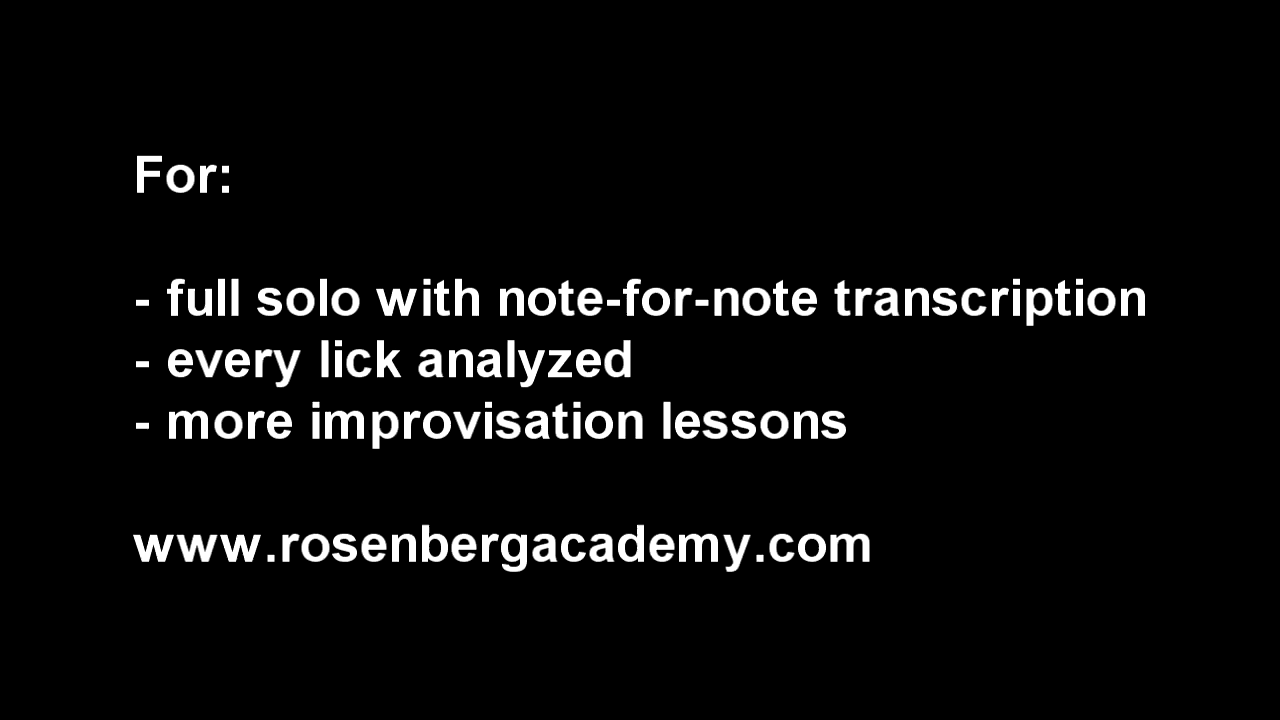 For:
- full solo with note-for-note transcription
- every lick analyzed
- more improvisation lessons
www.rosenbergacademy.com